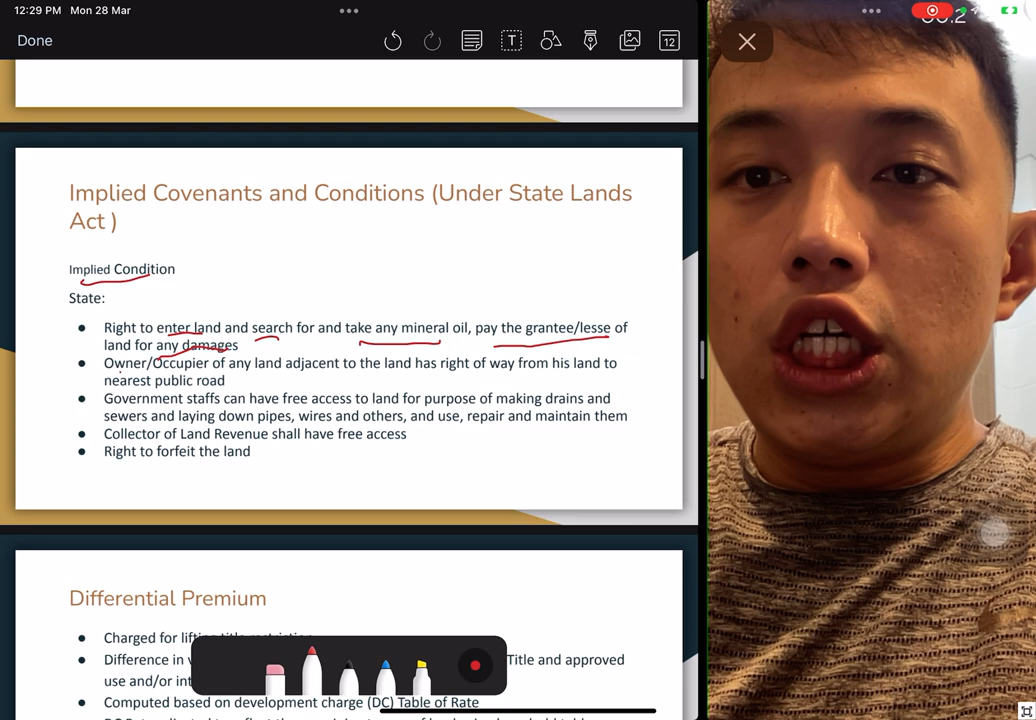 12:29 PM Mon 28 Mar
Done
T
12
Implied Covenants and Conditions (Under State Lands
Act )
Implied Condition
State:
● Right to enter land and search for and take any mineral oil, pay the grantee/lesse of
land for any damages
● Owner/Occupier of any land adjacent to the land has right of way from his land to
nearest public road
● Government staffs can have free access to land for purpose of making drains and
sewers and laying down pipes, wires and others, and use, repair and maintain them
● Collector of Land Revenue shall have free access
● Right to forfeit the land
Differential Premium
● Charged for lifting title restriction
● Difference in
Title and approved
use and/or
● Computed based on development charge (DC) Table of Rate